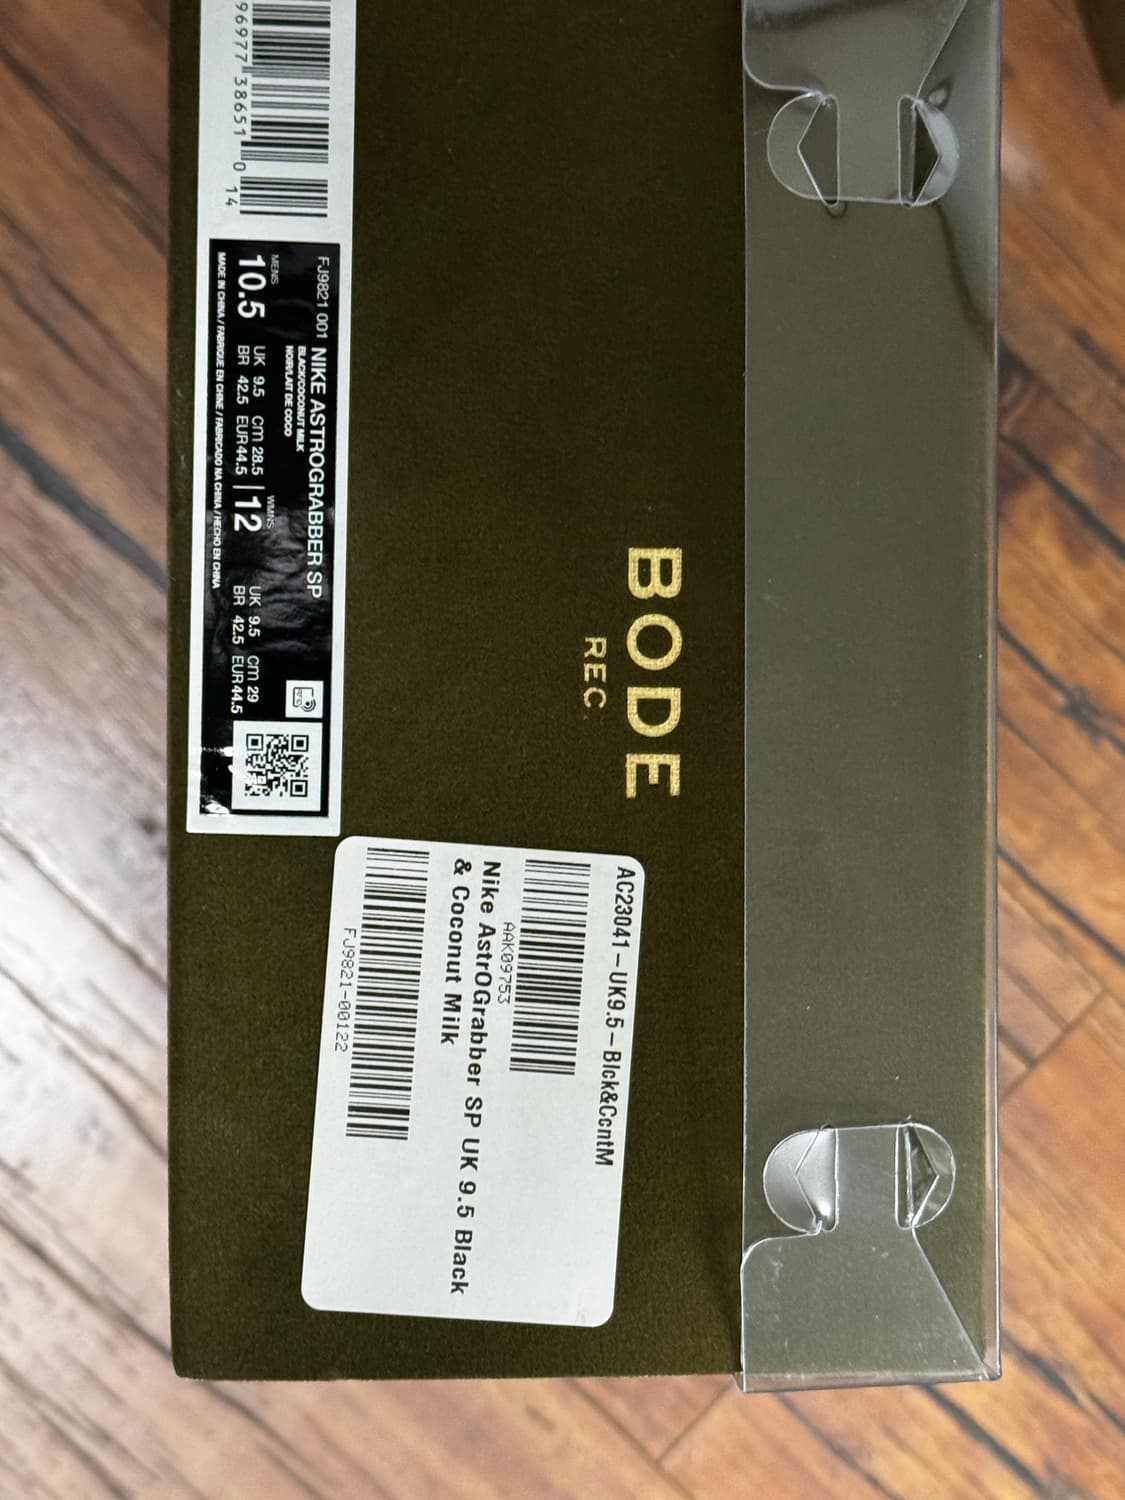 BODE
REC.
96977 38651 0 14
FJ9821 001 NIKE ASTROGRABBER SP
BLACK/COCONUT MILK
NOIR/LAIT DE COCO
MENS
10.5
UK 9.5 cm 28.5
BR 42.5 EUR 44.5
WMNS
12
UK 9.5 cm 29
BR 42.5 EUR 44.5
MADE IN CHINA / FABRIQUE EN CHINE / FABRICADO NA CHINA / HECHO EN CHINA
AC23041 – UK9.5 – Blck&CcntM
AAK09753
Nike AstrOGrabber SP UK 9.5 Black
& Coconut Milk
FJ9821-00122